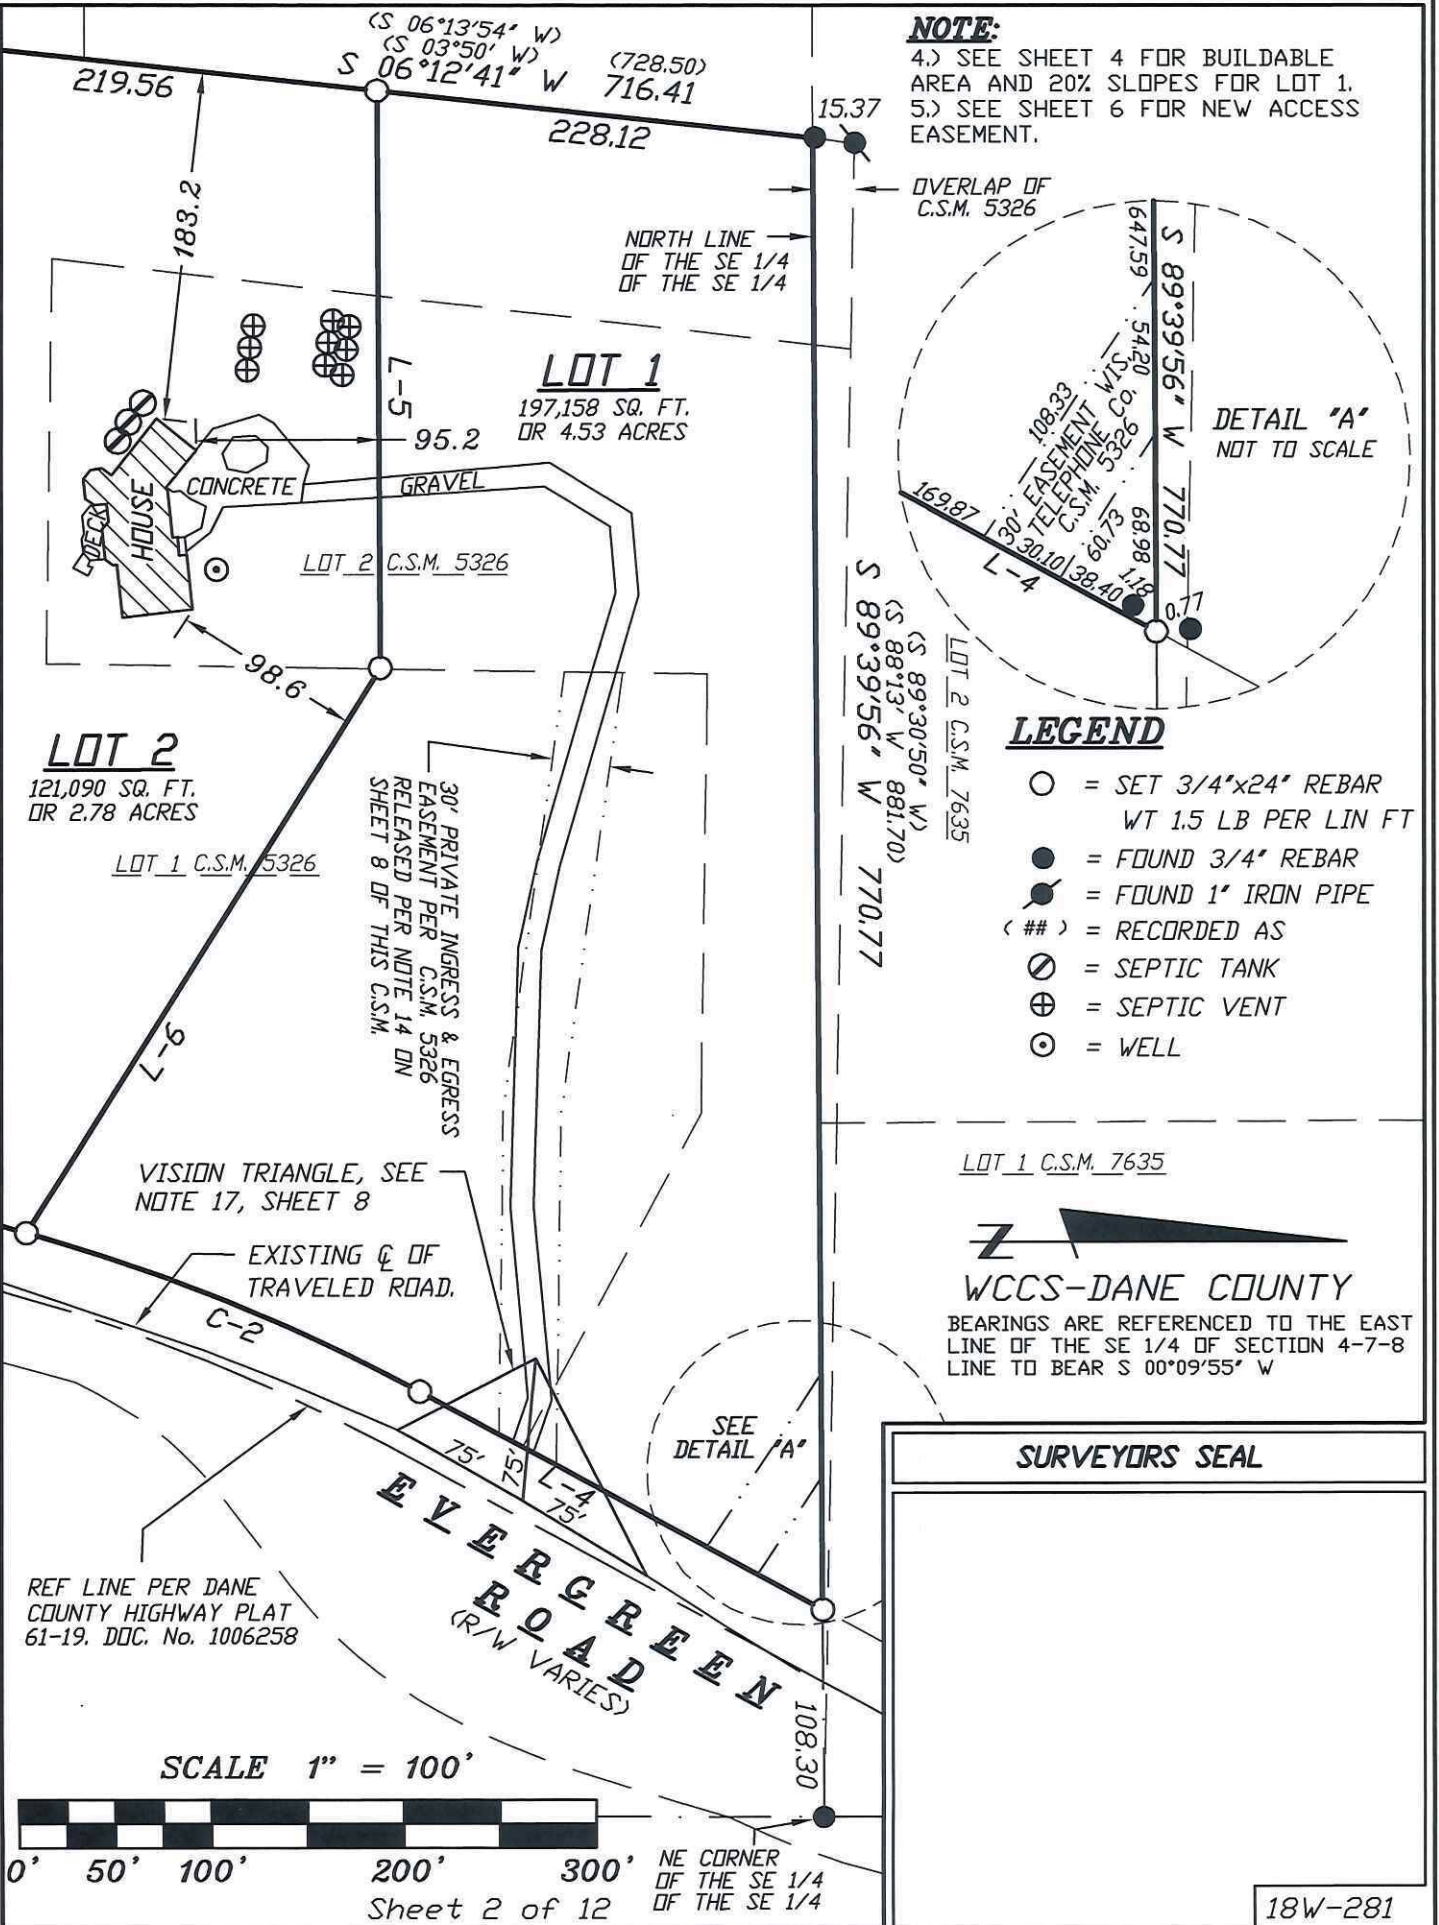 (S 06°13'54" W)
(S 03°50' W)
S 06°12'41" W
(728.50)
716.41
219.56
228.12
15.37
NOTE:
4.) SEE SHEET 4 FOR BUILDABLE
AREA AND 20% SLOPES FOR LOT 1.
5.) SEE SHEET 6 FOR NEW ACCESS
EASEMENT.
OVERLAP OF
C.S.M. 5326
183.2
NORTH LINE
OF THE SE 1/4
OF THE SE 1/4
LOT 1
197,158 SQ. FT.
OR 4.53 ACRES
L-5
95.2
CONCRETE
GRAVEL
HOUSE
DECK
LOT 2 C.S.M. 5326
98.6
LOT 2
121,090 SQ. FT.
OR 2.78 ACRES
LOT 1 C.S.M. 5326
30' PRIVATE INGRESS & EGRESS
EASEMENT PER C.S.M. 5326
RELEASED PER NOTE 14 ON
SHEET 8 OF THIS C.S.M.
L-6
S 89°39'56" W 770.77
(S 88°13' W 881.70)
(S 89°30'50" W)
LOT 2 C.S.M. 7635
647.59
54.20
S 89°39'56" W 770.77
108.33
30' EASEMENT WIS.
TELEPHONE Co.
C.S.M. 5326
60.73
68.98
169.87
30.10
38.40
1.18
0.77
L-4
DETAIL "A"
NOT TO SCALE
LEGEND
= SET 3/4"x24" REBAR
WT 1.5 LB PER LIN FT
= FOUND 3/4" REBAR
= FOUND 1" IRON PIPE
( ## ) = RECORDED AS
= SEPTIC TANK
= SEPTIC VENT
= WELL
LOT 1 C.S.M. 7635
N
WCCS-DANE COUNTY
BEARINGS ARE REFERENCED TO THE EAST
LINE OF THE SE 1/4 OF SECTION 4-7-8
LINE TO BEAR S 00°09'55" W
VISION TRIANGLE, SEE
NOTE 17, SHEET 8
EXISTING ℄ OF
TRAVELED ROAD.
C-2
SEE
DETAIL "A"
75'
75'
75'
L-4
EVERGREEN
ROAD
(R/W VARIES)
REF LINE PER DANE
COUNTY HIGHWAY PLAT
61-19. DOC. No. 1006258
108.30
SURVEYORS SEAL
SCALE 1" = 100'
0' 50' 100' 200' 300'
NE CORNER
OF THE SE 1/4
OF THE SE 1/4
Sheet 2 of 12
18W-281